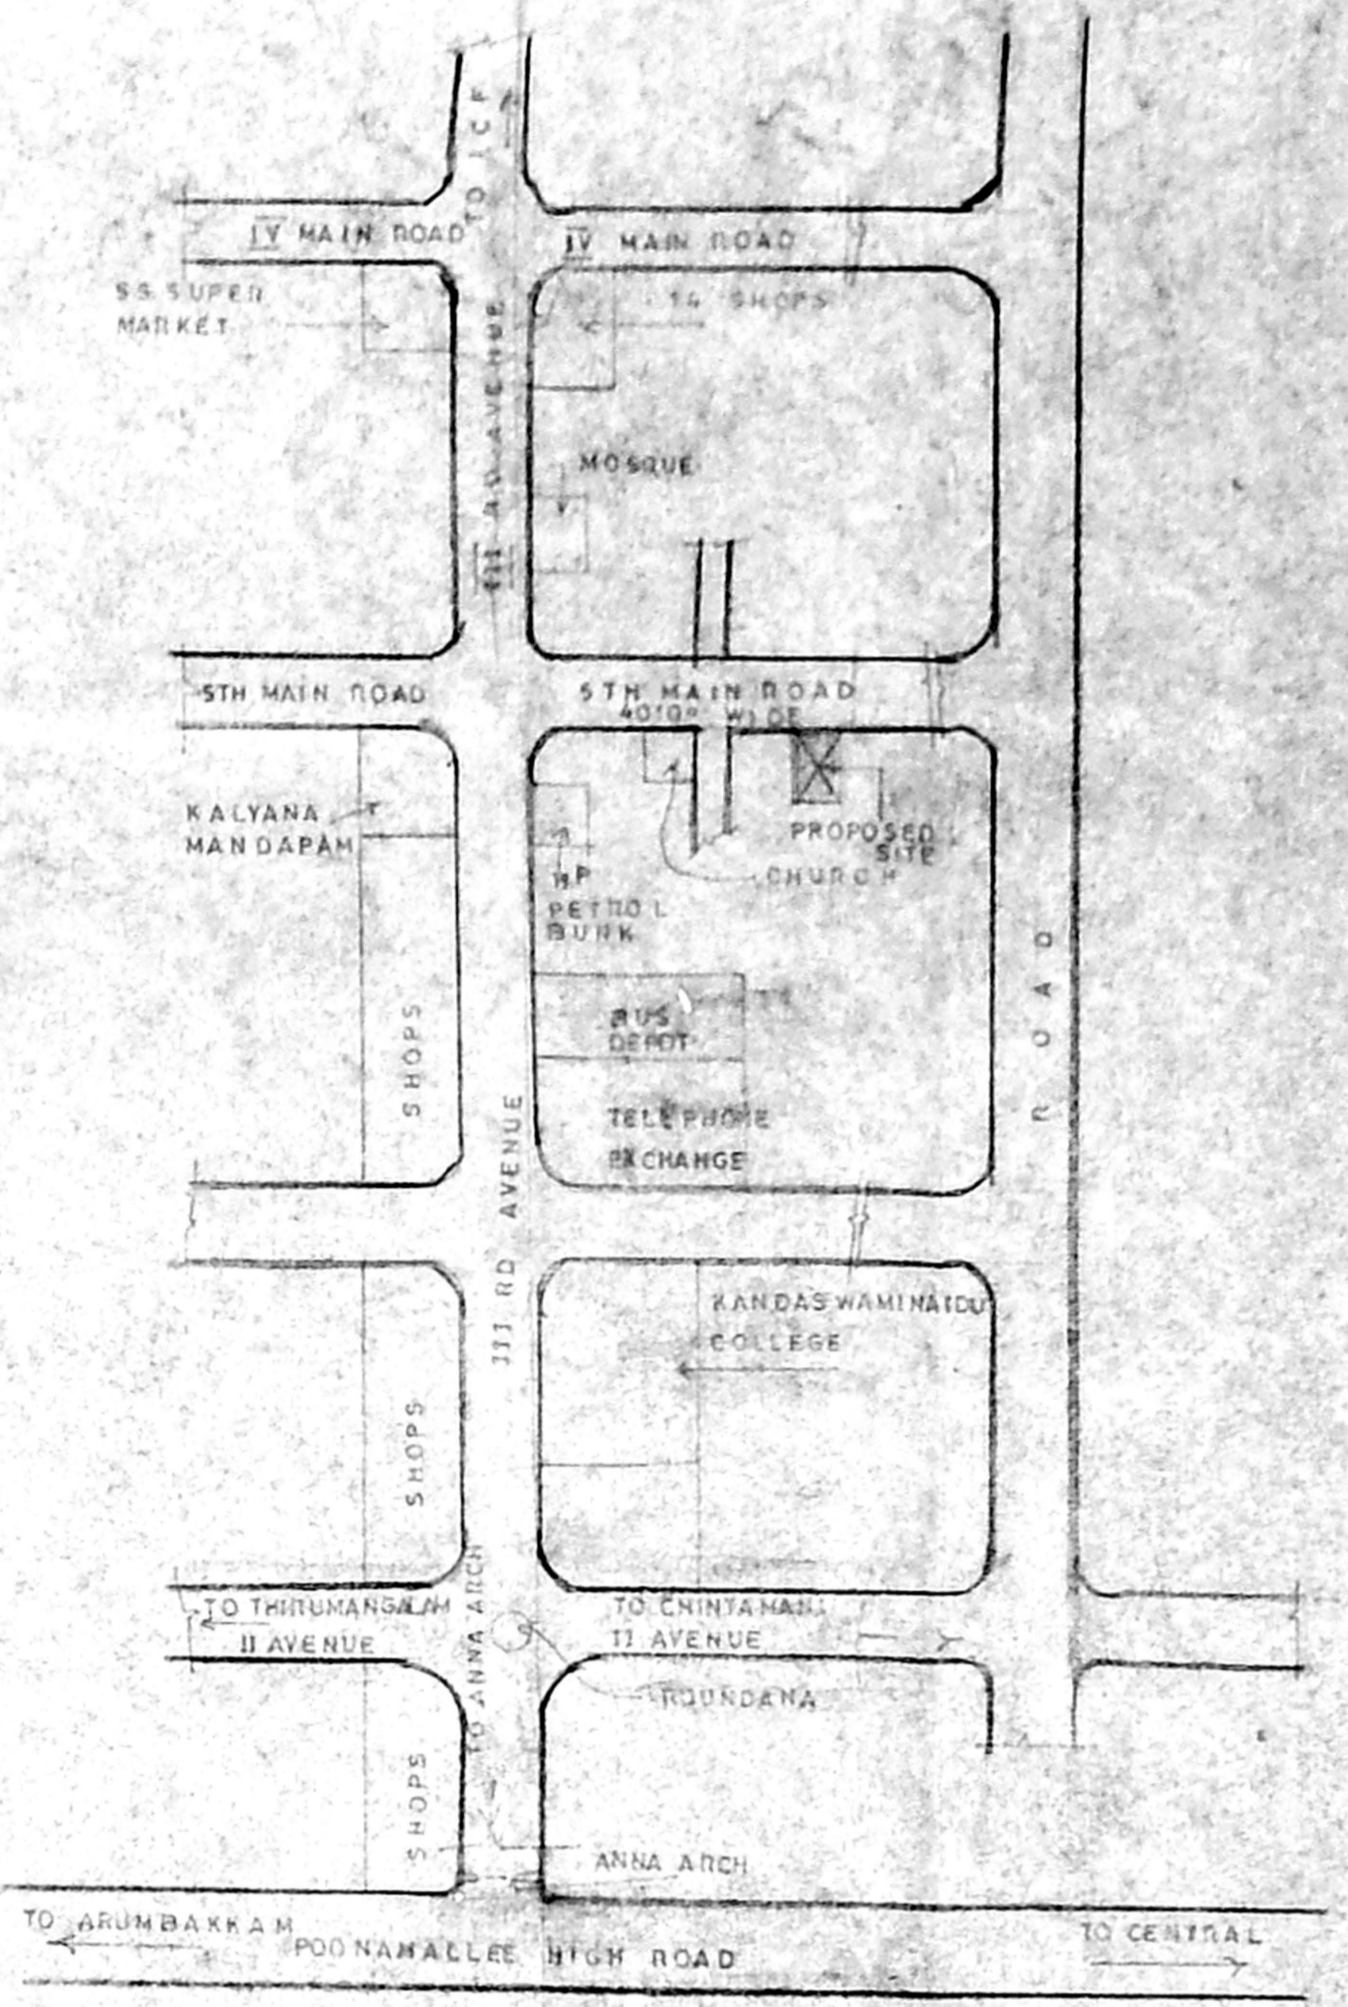 TO ICF
IV MAIN ROAD
IV MAIN ROAD
SS SUPER
MARKET
14 SHOPS
III RD AVENUE
MOSQUE
5TH MAIN ROAD
5TH MAIN ROAD
WIDE
KALYANA
MANDAPAM
PROPOSED
SITE
CHURCH
HP
PETROL
BUNK
SHOPS
BUS
DEPOT
ROAD
TELEPHONE
EXCHANGE
III RD AVENUE
KANDASWAMI NAIDU
COLLEGE
SHOPS
TO ANNA ARCH
TO THIRUMANGALAM
II AVENUE
TO CHINTAMANI
II AVENUE
ROUNDANA
SHOPS
ANNA ARCH
TO ARUMBAKKAM
POONAMALLEE HIGH ROAD
TO CENTRAL